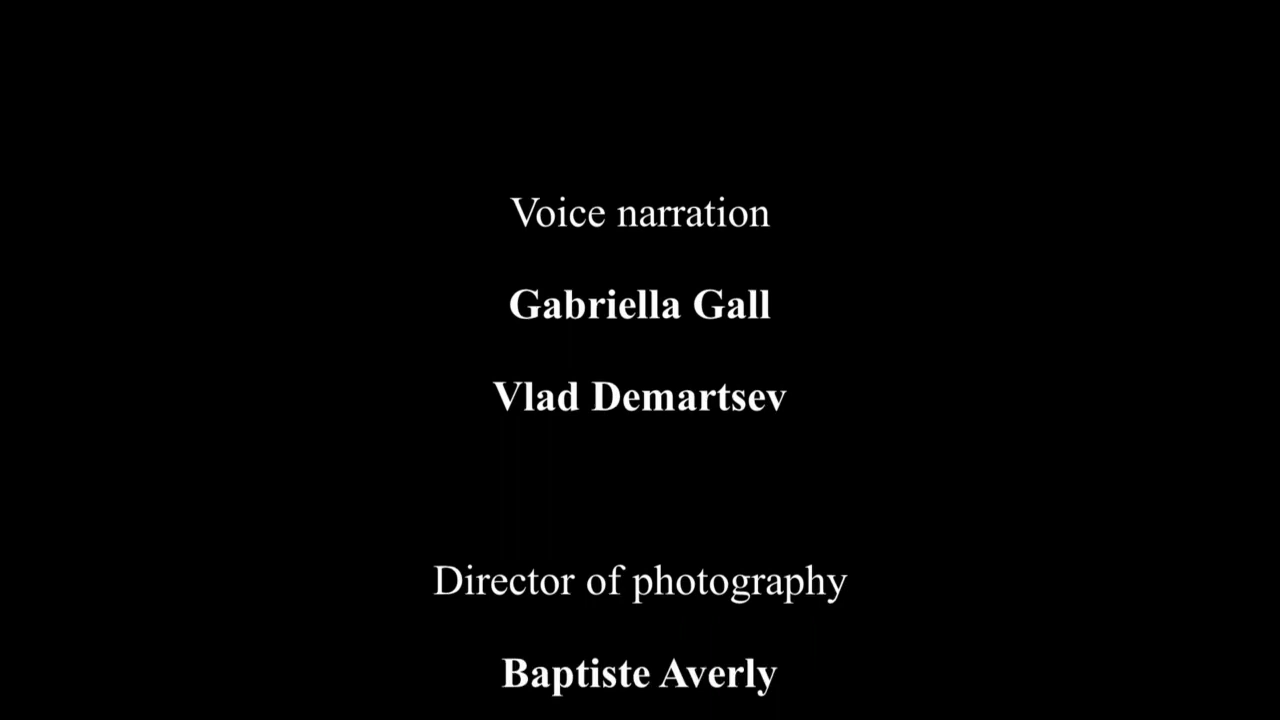 Voice narration
Gabriella Gall
Vlad Demartsev
Director of photography
Baptiste Averly